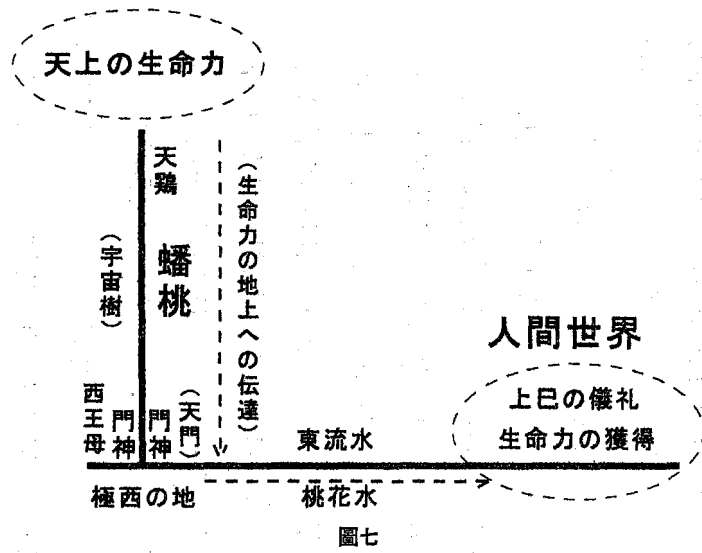 天上の生命力
天鶏
(生命力の地上への伝達)
(宇宙樹)
蟠桃
人間世界
上巳の儀礼
生命力の獲得
西王母
門神
門神
(天門)
東流水
極西の地
桃花水
圖七